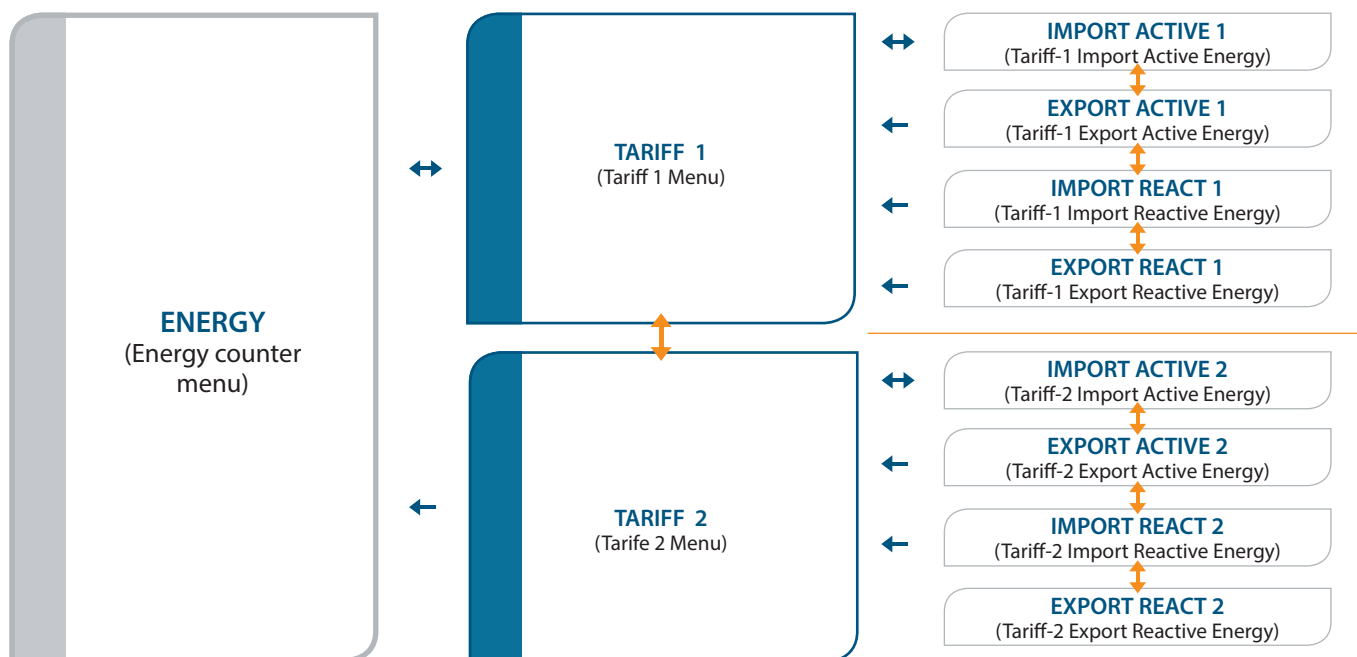 ENERGY
(Energy counter
menu)
TARIFF 1
(Tariff 1 Menu)
IMPORT ACTIVE 1
(Tariff-1 Import Active Energy)
EXPORT ACTIVE 1
(Tariff-1 Export Active Energy)
IMPORT REACT 1
(Tariff-1 Import Reactive Energy)
EXPORT REACT 1
(Tariff-1 Export Reactive Energy)
TARIFF 2
(Tarife 2 Menu)
IMPORT ACTIVE 2
(Tariff-2 Import Active Energy)
EXPORT ACTIVE 2
(Tariff-2 Export Active Energy)
IMPORT REACT 2
(Tariff-2 Import Reactive Energy)
EXPORT REACT 2
(Tariff-2 Export Reactive Energy)